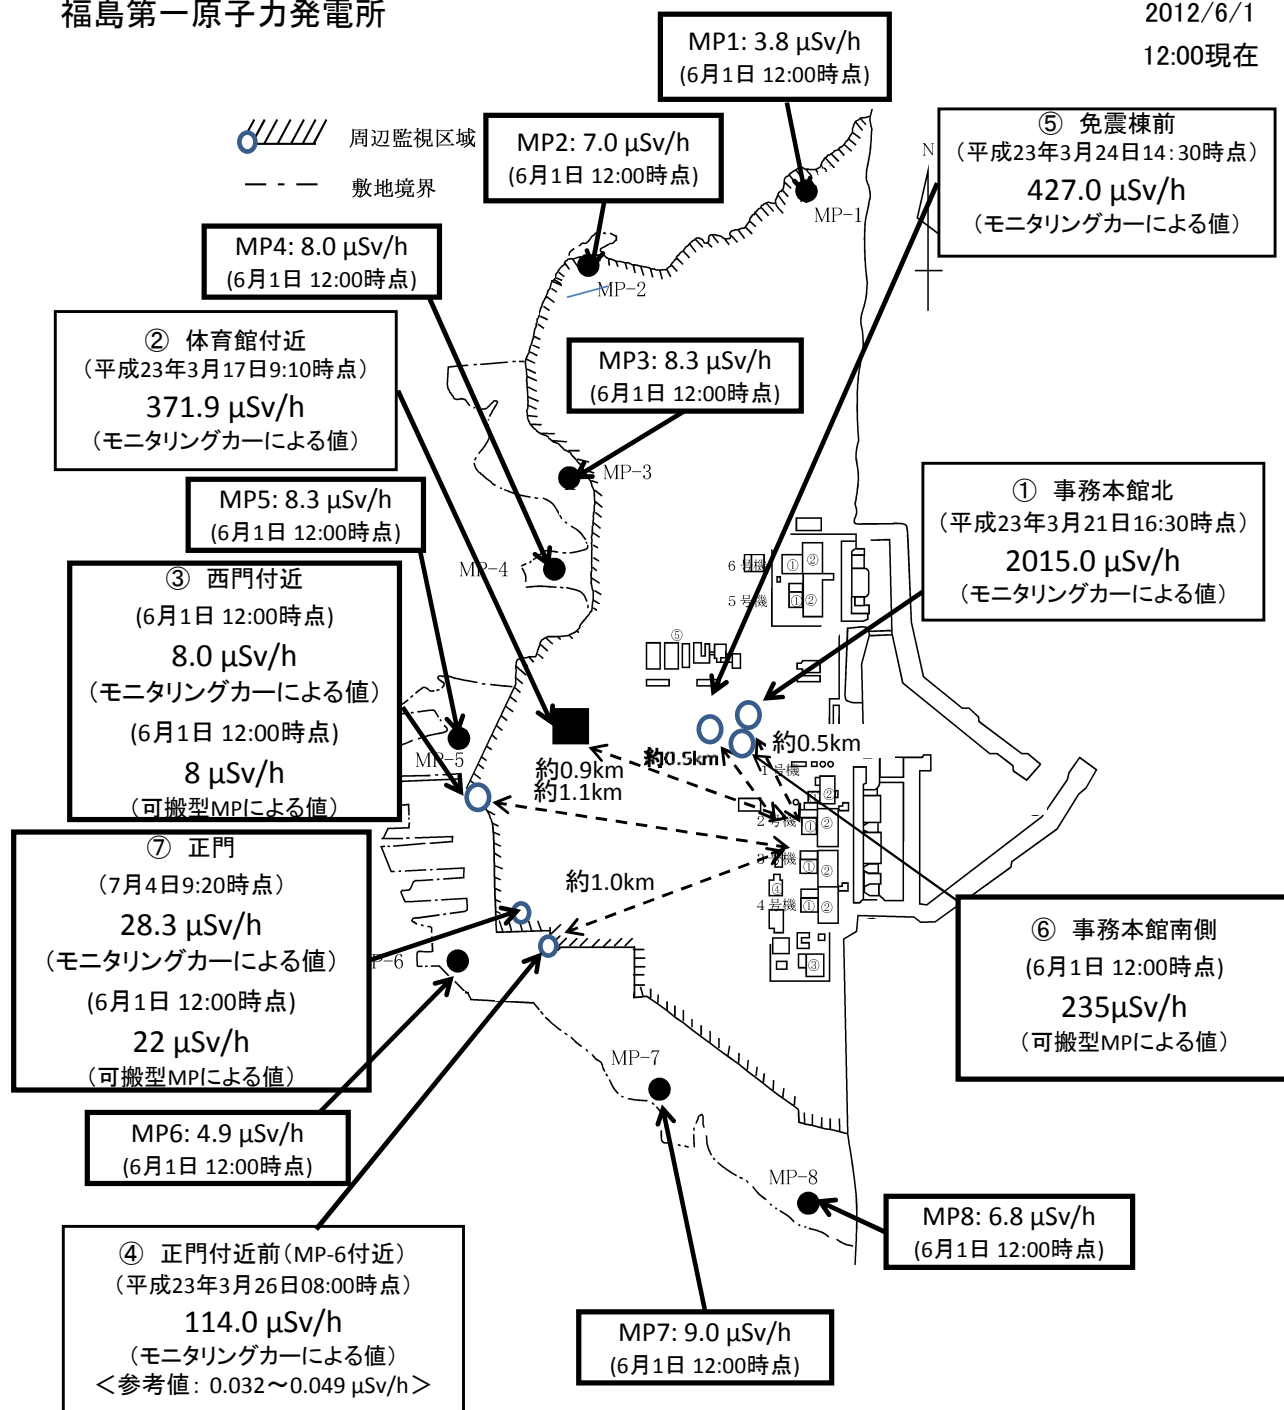 福島第一原子力発電所
2012/6/1
12:00現在
周辺監視区域
敷地境界
MP1: 3.8 μSv/h
(6月1日 12:00時点)
MP2: 7.0 μSv/h
(6月1日 12:00時点)
⑤ 免震棟前
（平成23年3月24日14:30時点）
427.0 μSv/h
（モニタリングカーによる値）
N
MP-1
MP4: 8.0 μSv/h
(6月1日 12:00時点)
MP-2
② 体育館付近
（平成23年3月17日9:10時点）
371.9 μSv/h
（モニタリングカーによる値）
MP3: 8.3 μSv/h
(6月1日 12:00時点)
MP-3
MP5: 8.3 μSv/h
(6月1日 12:00時点)
① 事務本館北
（平成23年3月21日16:30時点）
2015.0 μSv/h
（モニタリングカーによる値）
MP-4
6号機
① ②
5号機
① ②
⑤
③ 西門付近
(6月1日 12:00時点)
8.0 μSv/h
（モニタリングカーによる値）
(6月1日 12:00時点)
8 μSv/h
（可搬型MPによる値）
MP-5
約0.9km
約1.1km
約0.5km
約0.5km
1号機
① ②
2号機
① ②
3号機
① ②
④
4号機
① ②
③
約1.0km
⑦ 正門
(7月4日9:20時点)
28.3 μSv/h
（モニタリングカーによる値）
(6月1日 12:00時点)
22 μSv/h
（可搬型MPによる値）
P-6
⑥ 事務本館南側
(6月1日 12:00時点)
235μSv/h
（可搬型MPによる値）
MP-7
MP6: 4.9 μSv/h
(6月1日 12:00時点)
MP-8
MP8: 6.8 μSv/h
(6月1日 12:00時点)
④ 正門付近前（MP-6付近）
（平成23年3月26日08:00時点）
114.0 μSv/h
（モニタリングカーによる値）
＜参考値： 0.032～0.049 μSv/h＞
MP7: 9.0 μSv/h
(6月1日 12:00時点)